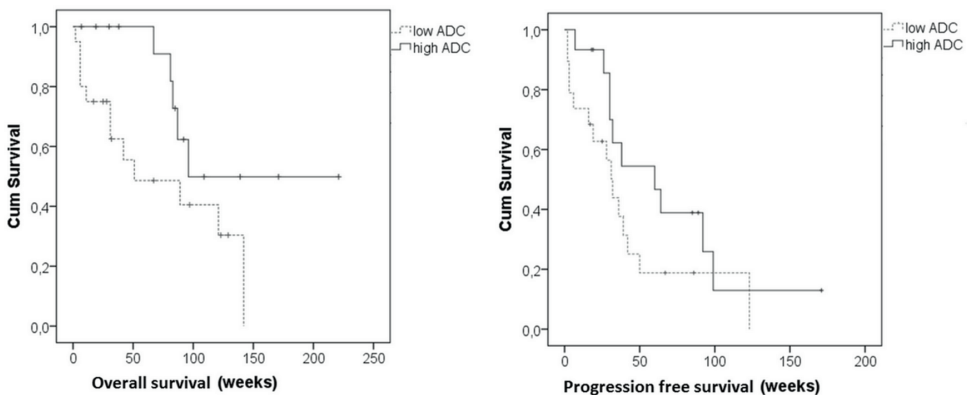 low ADC
high ADC
Cum Survival
1,0
0,8
0,6
0,4
0,2
0,0
0 50 100 150 200 250
Overall survival (weeks)
low ADC
high ADC
Cum Survival
1,0
0,8
0,6
0,4
0,2
0,0
0 50 100 150 200
Progression free survival (weeks)